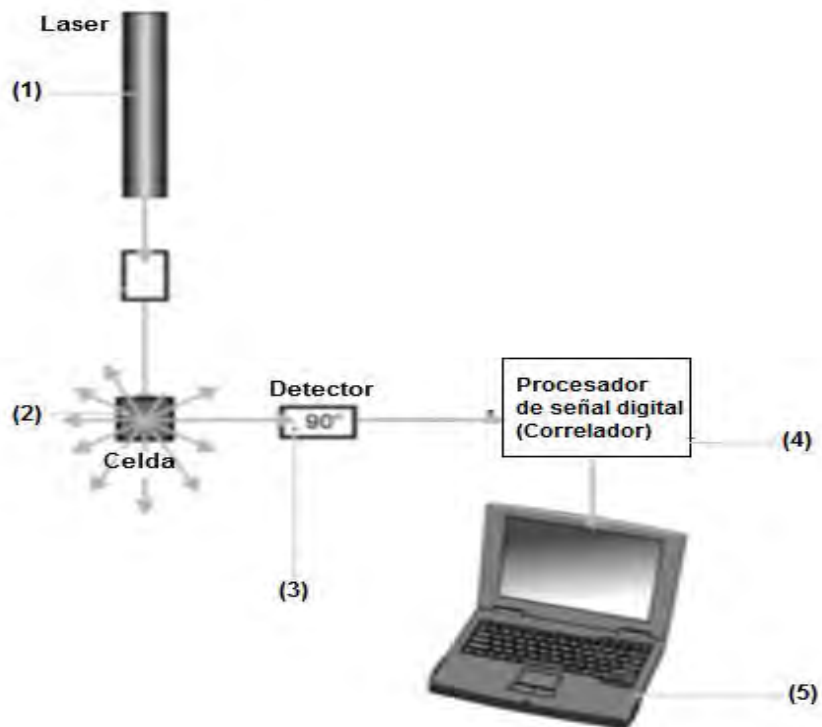 Laser
(1)
(2)
Celda
Detector
90°
(3)
Procesador
de señal digital
(Correlador)
(4)
(5)